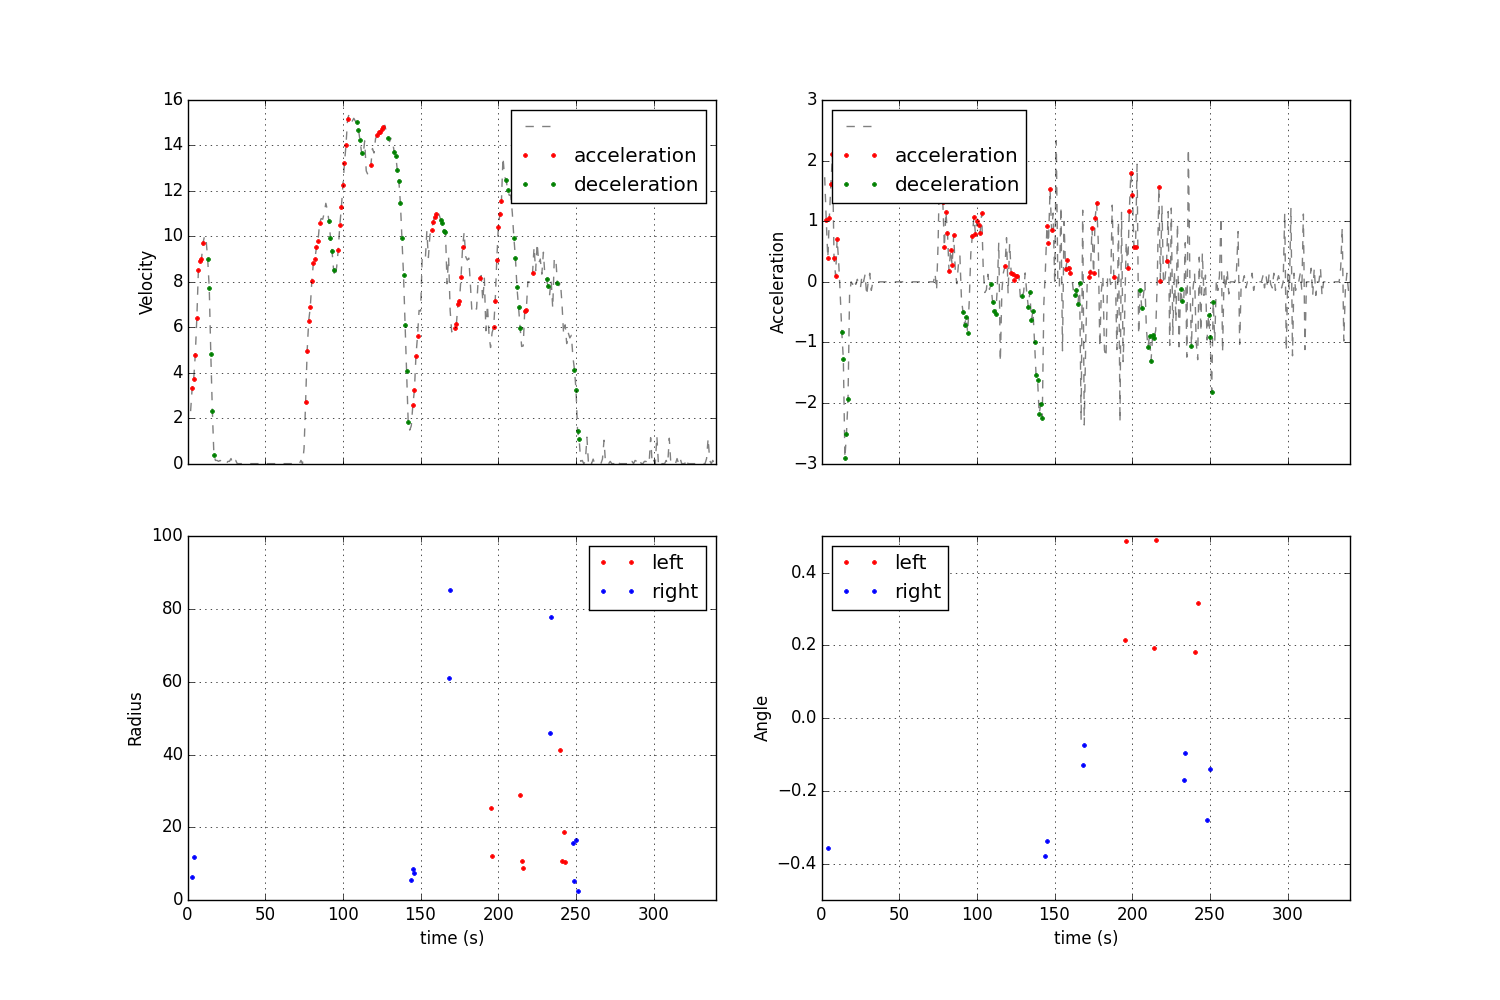 16
14
12
10
8
6
4
2
0
Velocity
acceleration
deceleration
3
2
1
0
−1
−2
−3
Acceleration
acceleration
deceleration
100
80
60
40
20
0
Radius
left
right
0 50 100 150 200 250 300
time (s)
0.4
0.2
0.0
−0.2
−0.4
Angle
left
right
0 50 100 150 200 250 300
time (s)